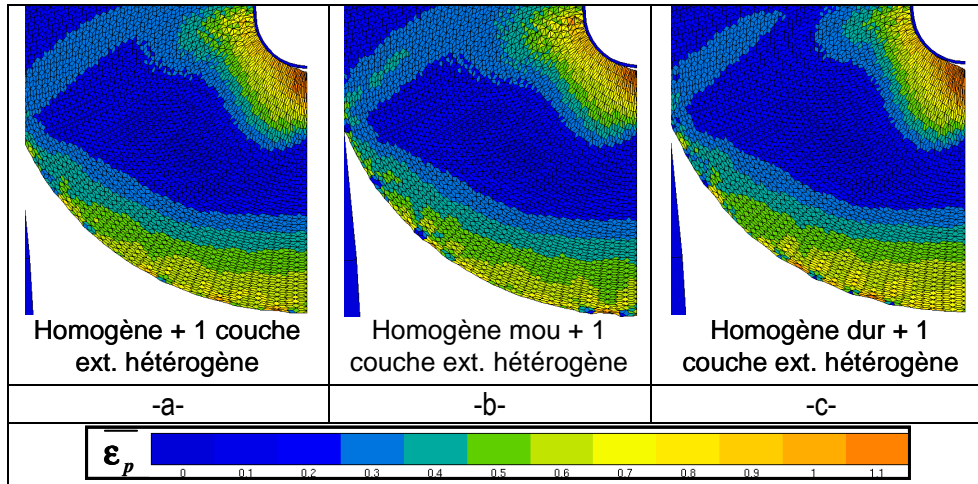 Homogène + 1 couche
ext. hétérogène
Homogène mou + 1
couche ext. hétérogène
Homogène dur + 1
couche ext. hétérogène
-a-
-b-
-c-
ε̅p
0 0.1 0.2 0.3 0.4 0.5 0.6 0.7 0.8 0.9 1 1.1